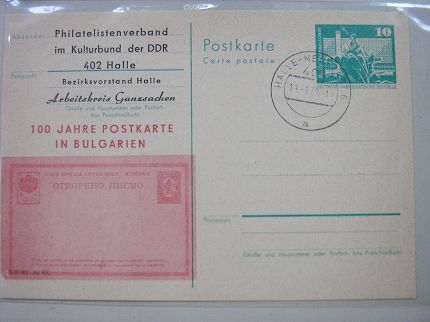 Absender:
Philatelistenverband
im Kulturbund der DDR
402 Halle
Postleitzahl
Bezirksvorstand Halle
Arbeitskreis Ganzsachen
Straße und Hausnummer oder Postfach
bzw. Postschließfach
100 JAHRE POSTKARTE
IN BULGARIEN
ОТВОРЕНО ПИСМО
Postkarte
Carte postale
10
DEUTSCHE DEMOKRATISCHE REPUBLIK
HALLE-
a
Postleitzahl
Straße und Hausnummer oder Postfach bzw. Postschließfach